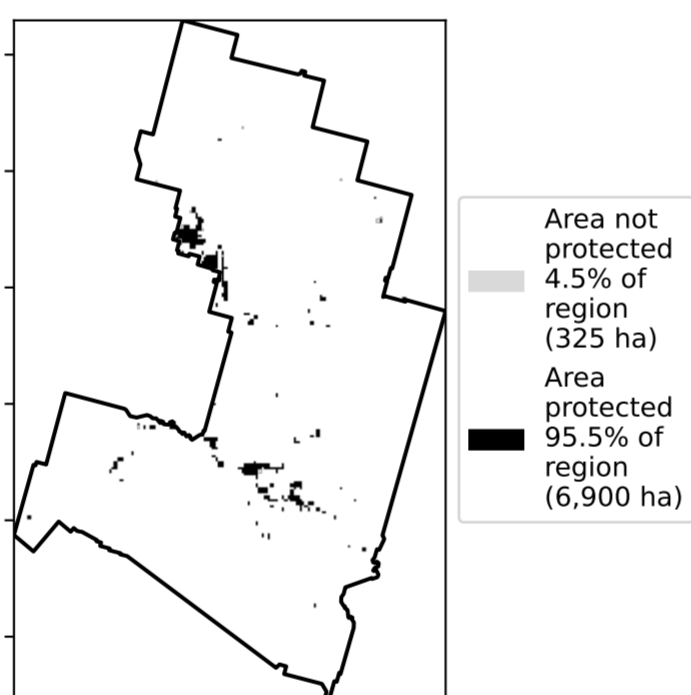 Area not
protected
4.5% of
region
(325 ha)
Area
protected
95.5% of
region
(6,900 ha)